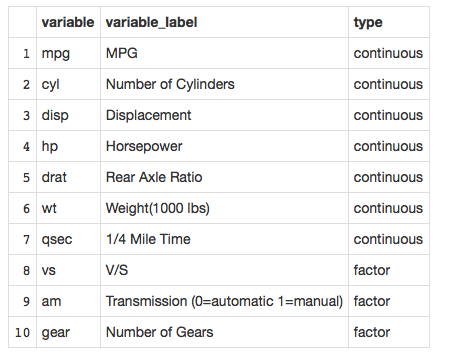 variable variable_label type
1 mpg MPG continuous
2 cyl Number of Cylinders continuous
3 disp Displacement continuous
4 hp Horsepower continuous
5 drat Rear Axle Ratio continuous
6 wt Weight(1000 lbs) continuous
7 qsec 1/4 Mile Time continuous
8 vs V/S factor
9 am Transmission (0=automatic 1=manual) factor
10 gear Number of Gears factor